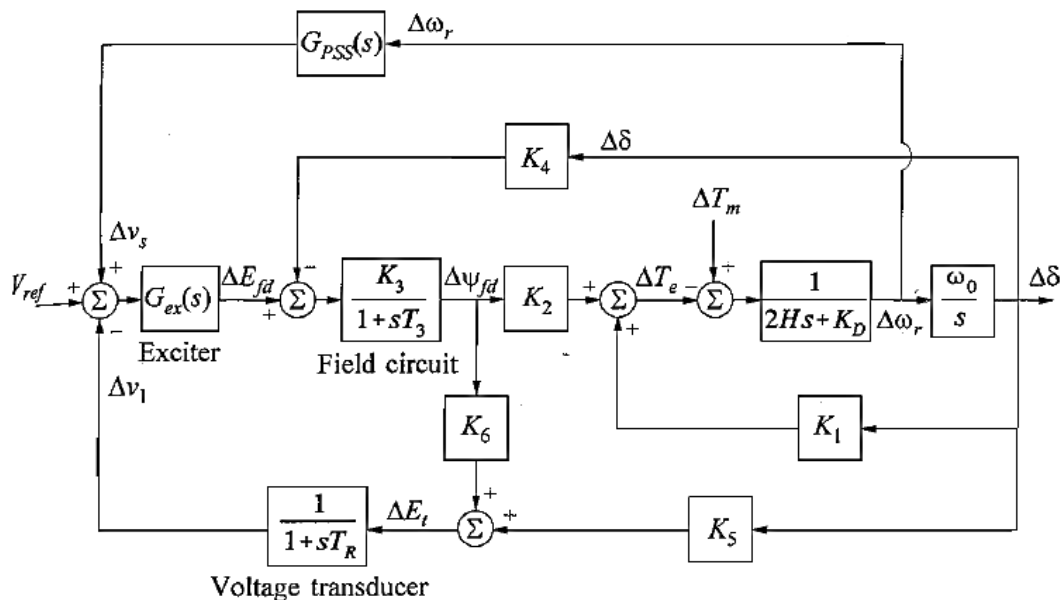 G_PSS(s)
Δω_r
K_4
Δδ
ΔT_m
Δv_s
V_ref
+
+
−
Σ
G_ex(s)
Exciter
ΔE_fd
−
+
Σ
K_3
1+sT_3
Field circuit
Δψ_fd
K_2
+
+
Σ
ΔT_e
−
+
Σ
1
2Hs+K_D
Δω_r
ω_0
s
Δδ
Δv_1
K_6
K_1
1
1+sT_R
Voltage transducer
ΔE_t
+
+
Σ
K_5